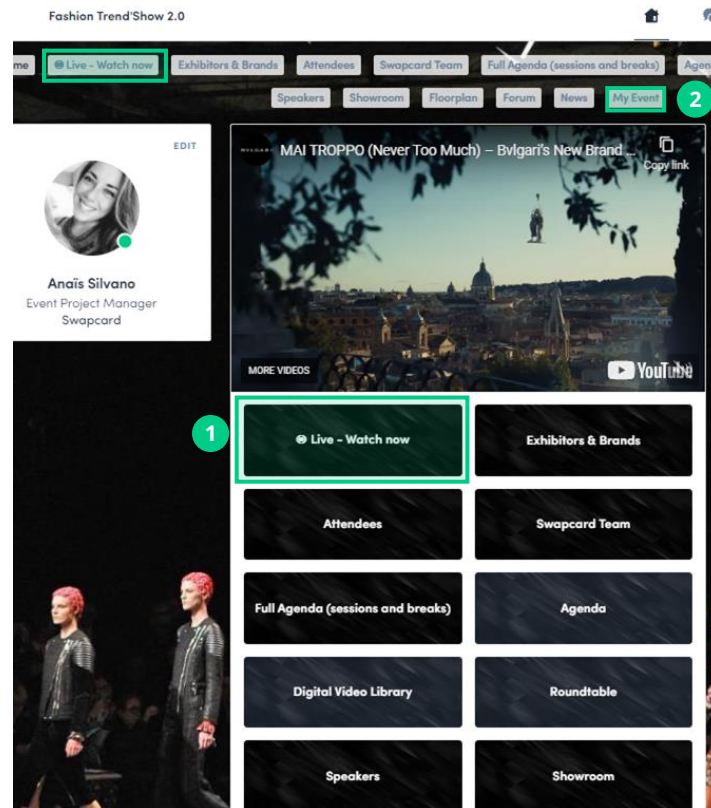 Fashion Trend'Show 2.0
me Live - Watch now Exhibitors & Brands Attendees Swapcard Team Full Agenda (sessions and breaks) Agen
Speakers Showroom Floorplan Forum News My Event 2
EDIT
Anaïs Silvano
Event Project Manager
Swapcard
BVLGARI MAI TROPPO (Never Too Much) – Bvlgari's New Brand ...
Copy link
MORE VIDEOS
YouTube
1
Live - Watch now
Exhibitors & Brands
Attendees
Swapcard Team
Full Agenda (sessions and breaks)
Agenda
Digital Video Library
Roundtable
Speakers
Showroom